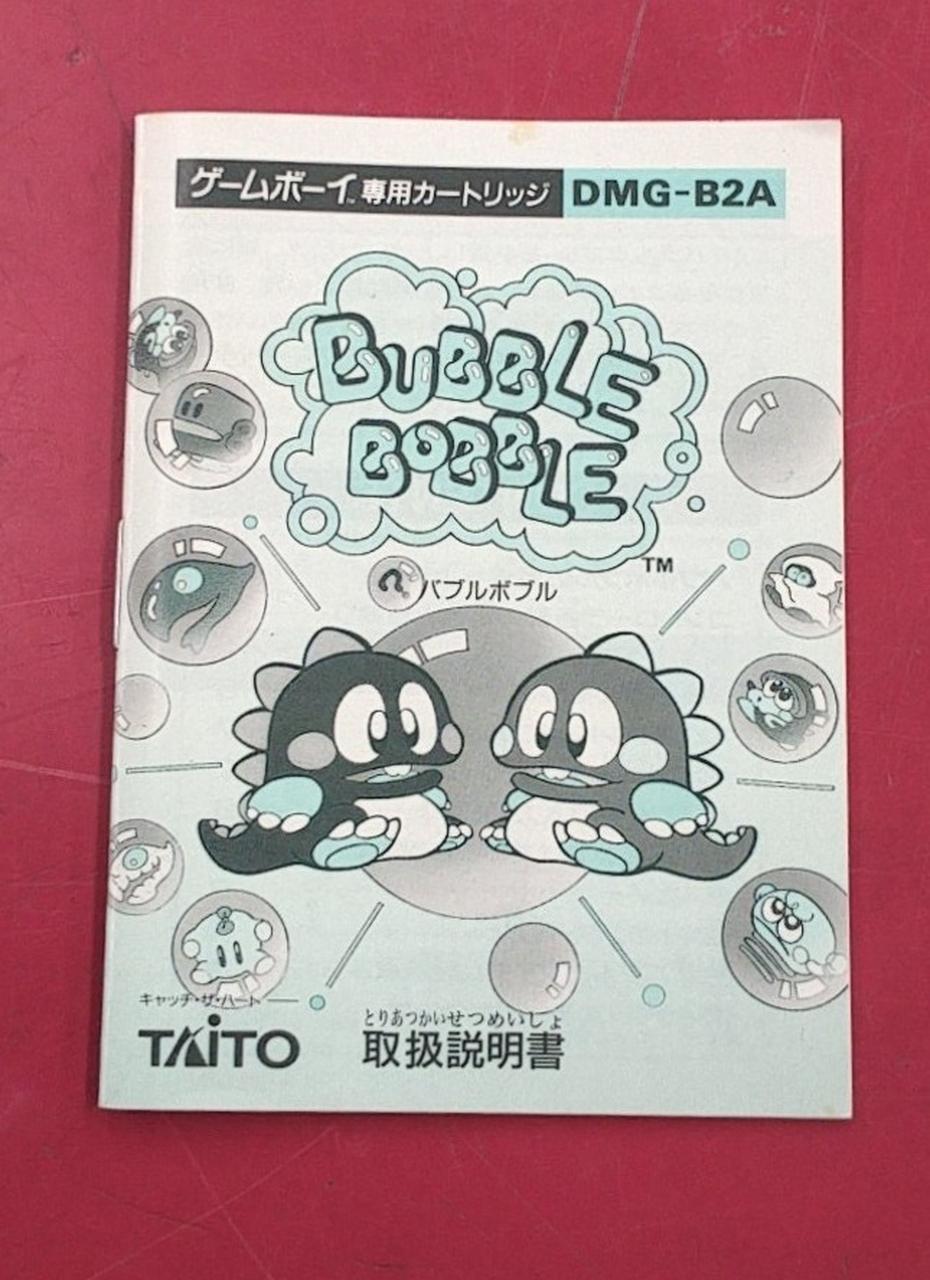 ゲームボーイ™専用カートリッジ DMG-B2A
BUBBLE
BOBBLE
TM
バブルボブル
キャッチ・ザ・ハート
TAITO
とりあつかいせつめいしょ
取扱説明書